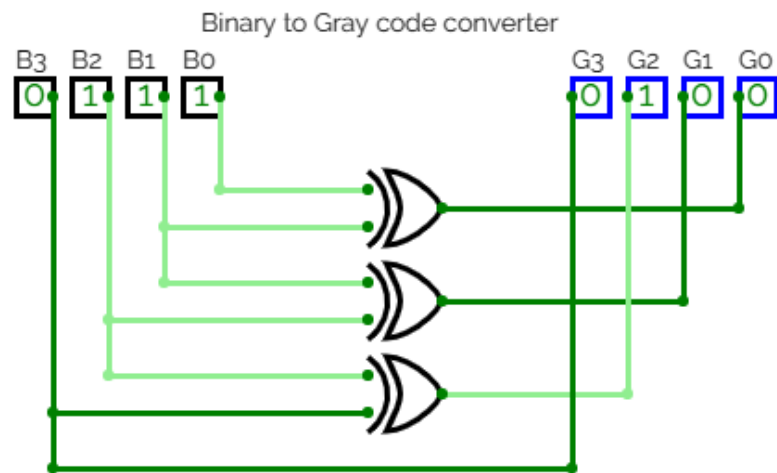 Binary to Gray code converter
B3 B2 B1 B0 G3 G2 G1 G0
0 1 1 1 0 1 0 0